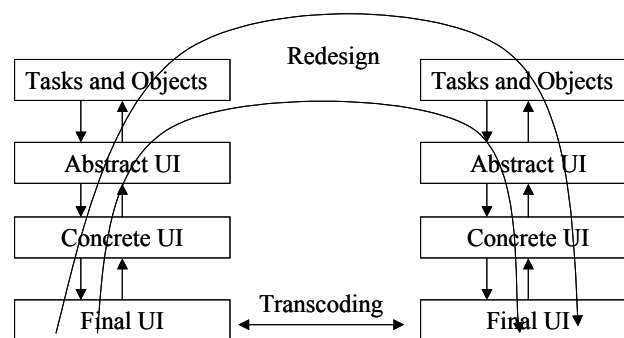 Redesign
Tasks and Objects
Tasks and Objects
Abstract UI
Abstract UI
Concrete UI
Concrete UI
Transcoding
Final UI
Final UI